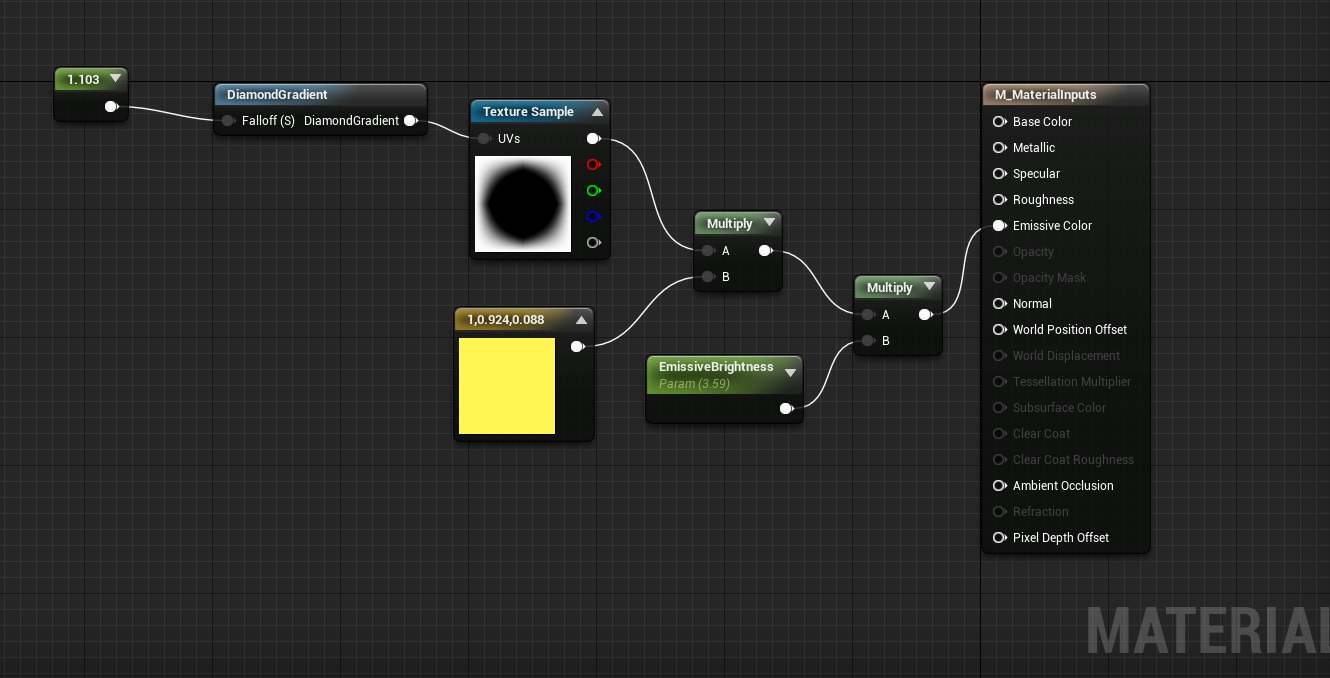 1.103
DiamondGradient
Falloff (S) DiamondGradient
Texture Sample
UVs
1,0.924,0.088
Multiply
A
B
EmissiveBrightness
Param (3.59)
Multiply
A
B
M_MaterialInputs
Base Color
Metallic
Specular
Roughness
Emissive Color
Opacity
Opacity Mask
Normal
World Position Offset
World Displacement
Tessellation Multiplier
Subsurface Color
Clear Coat
Clear Coat Roughness
Ambient Occlusion
Refraction
Pixel Depth Offset
MATERIAL